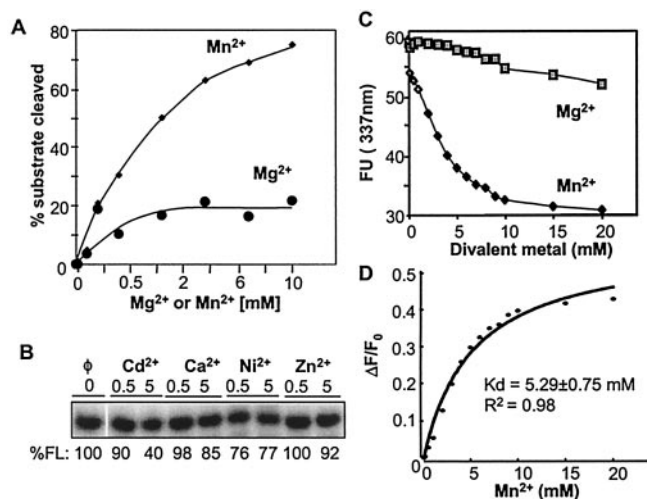 A
% substrate cleaved
80
60
40
20
0
Mn²⁺
Mg²⁺
0 0.5 2 4 6 10
Mg²⁺ or Mn²⁺ [mM]
B
ϕ Cd²⁺ Ca²⁺ Ni²⁺ Zn²⁺
0 0.5 5 0.5 5 0.5 5 0.5 5
%FL: 100 90 40 98 85 76 77 100 92
C
FU ( 337nm)
60
50
40
30
Mg²⁺
Mn²⁺
0 5 10 15 20
Divalent metal (mM)
D
ΔF/F₀
0.5
0.4
0.3
0.2
0.1
0
Kd = 5.29±0.75 mM
R² = 0.98
0 5 10 15 20
Mn²⁺ (mM)